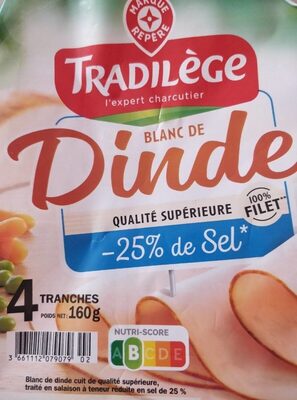 MARQUE
REPÈRE
TRADILÈGE
l'expert charcutier
BLANC DE
Dinde
QUALITÉ SUPÉRIEURE
100%
FILET**
-25% de Sel*
4 TRANCHES
POIDS NET: 160g
NUTRI-SCORE
A B C D E
3 661112 079079 02
Blanc de dinde cuit de qualité supérieure,
traité en salaison à teneur réduite en sel de 25 %